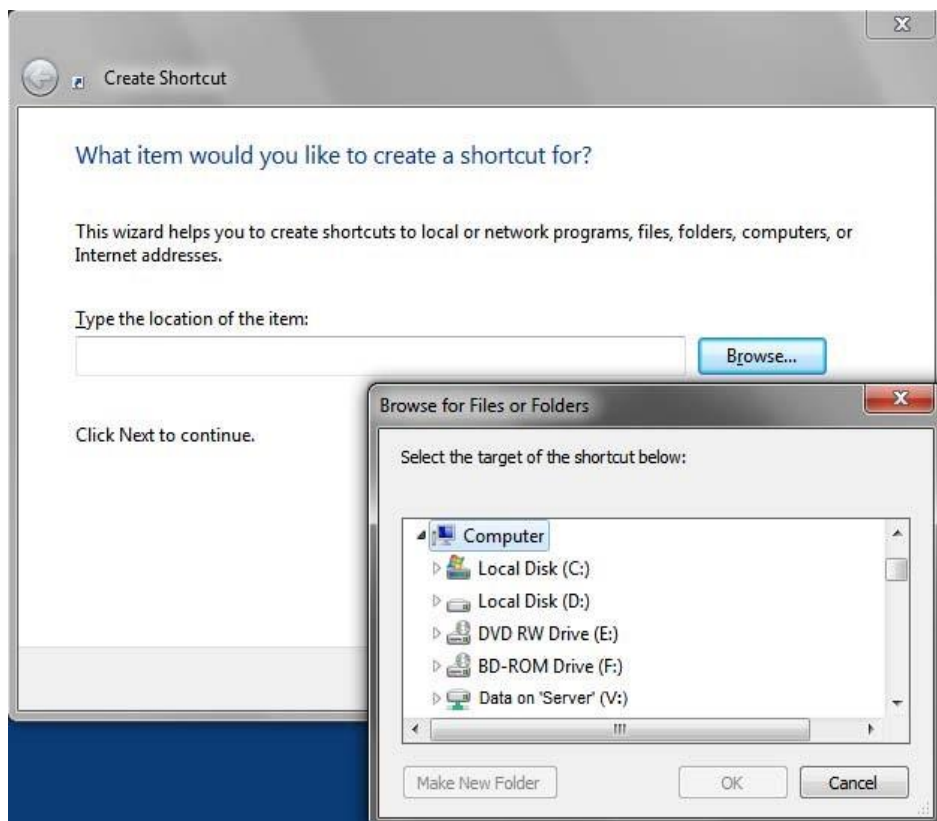 Create Shortcut
What item would you like to create a shortcut for?
This wizard helps you to create shortcuts to local or network programs, files, folders, computers, or
Internet addresses.
Type the location of the item:
Browse...
Click Next to continue.
Browse for Files or Folders
Select the target of the shortcut below:
Computer
Local Disk (C:)
Local Disk (D:)
DVD RW Drive (E:)
BD-ROM Drive (F:)
Data on 'Server' (V:)
Make New Folder OK Cancel